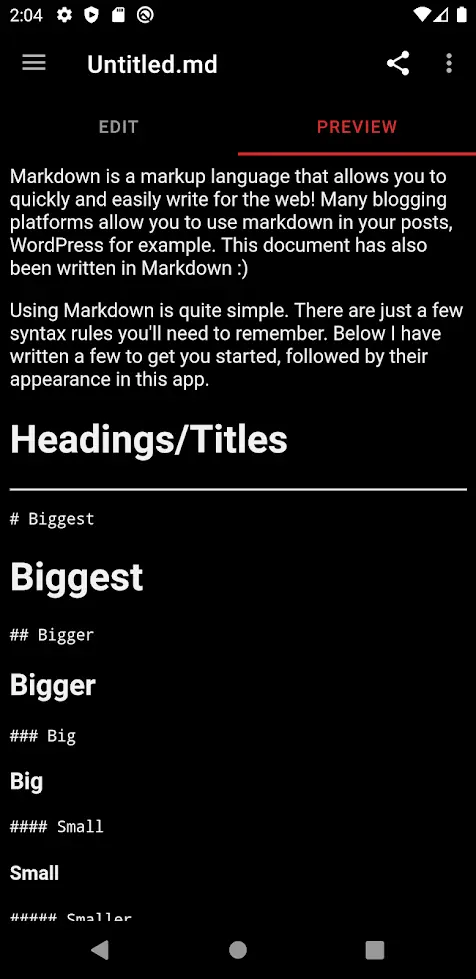 2:04
Untitled.md
EDIT
PREVIEW
Markdown is a markup language that allows you to
quickly and easily write for the web! Many blogging
platforms allow you to use markdown in your posts,
WordPress for example. This document has also
been written in Markdown :)
Using Markdown is quite simple. There are just a few
syntax rules you'll need to remember. Below I have
written a few to get you started, followed by their
appearance in this app.
Headings/Titles
# Biggest
Biggest
## Bigger
Bigger
### Big
Big
#### Small
Small
##### Smaller